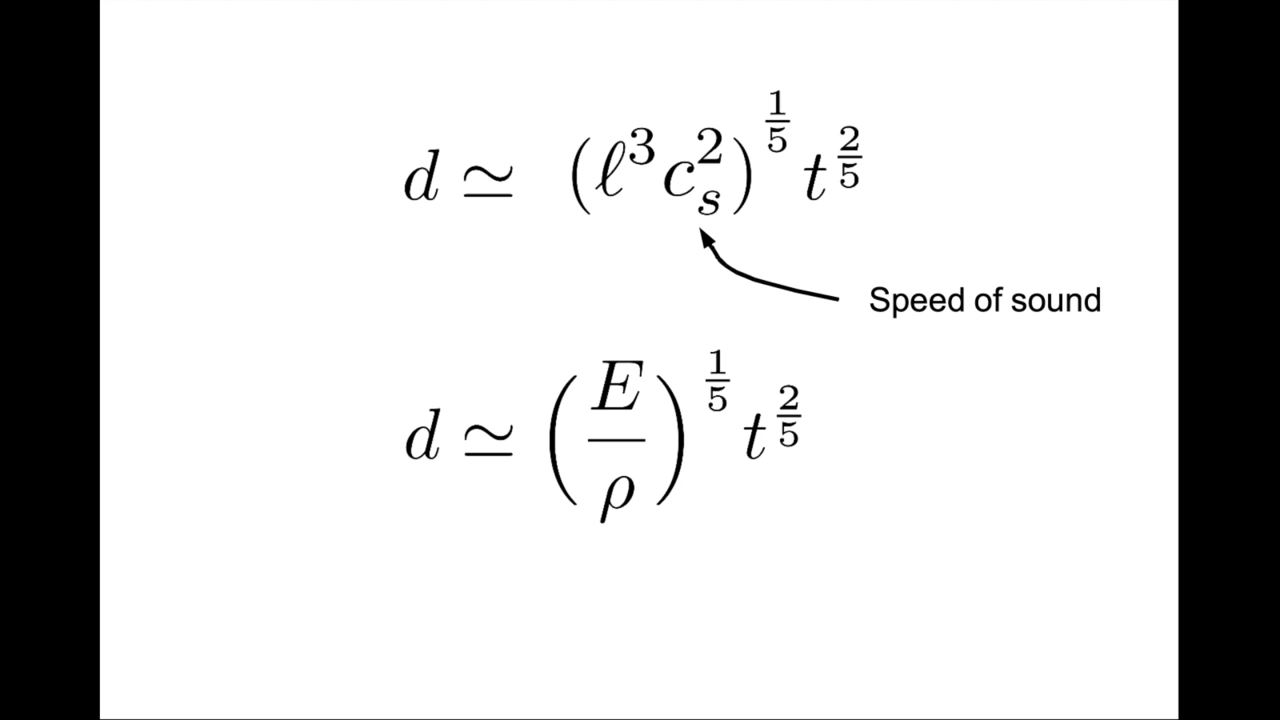 d ≃ (ℓ³c_s²)^{1/5} t^{2/5}
Speed of sound
d ≃ (E/ρ)^{1/5} t^{2/5}